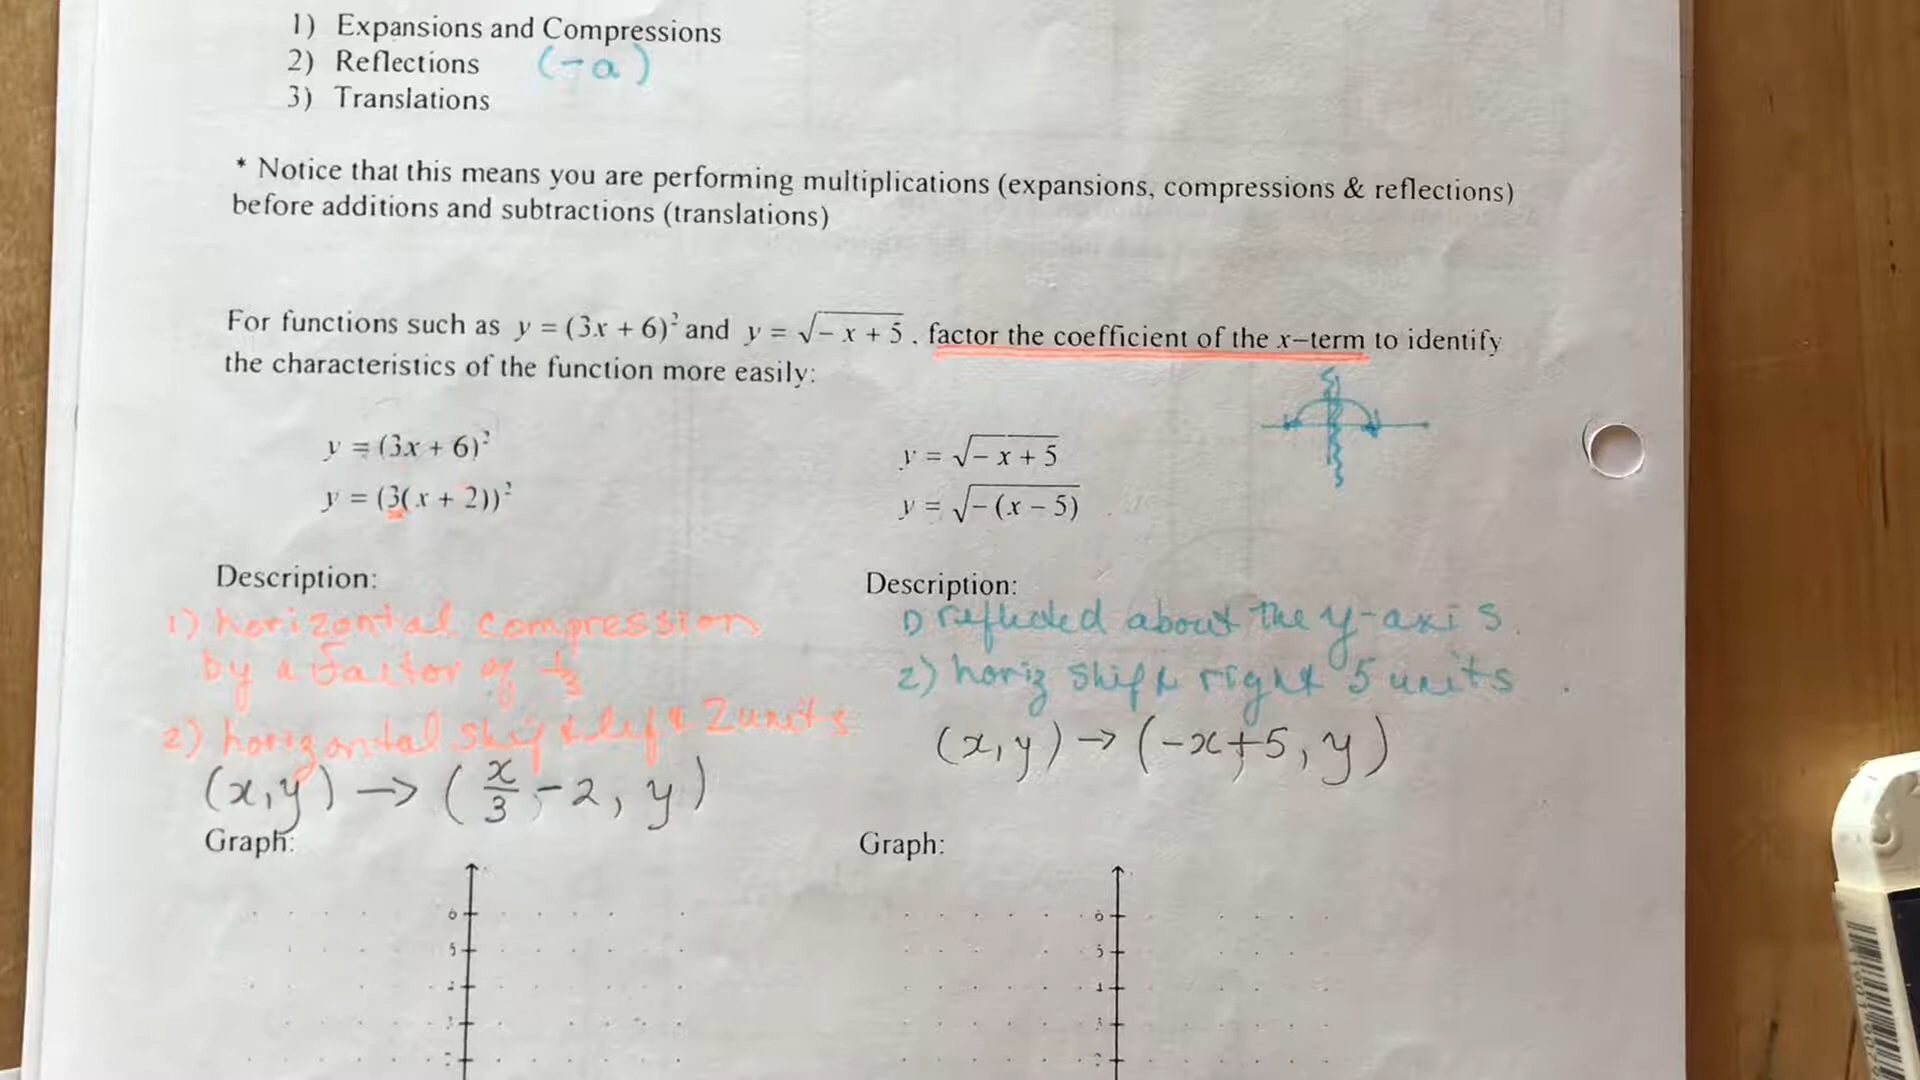 1) Expansions and Compressions
2) Reflections (-a)
3) Translations
* Notice that this means you are performing multiplications (expansions, compressions & reflections)
before additions and subtractions (translations)
For functions such as y = (3x + 6)² and y = √(- x + 5) . factor the coefficient of the x–term to identify
the characteristics of the function more easily:
y = (3x + 6)²
y = (3(x + 2))²
Description:
1) horizontal compression
by a factor of 1/3
2) horizontal shift left 2 units
(x,y) → (x/3 -2, y)
Graph:
6
5
y = √(- x + 5)
y = √(- (x – 5))
Description:
1) reflected about the y-axis.
2) horiz shift right 5 units
(x,y) → (-x+5, y)
Graph:
6
5